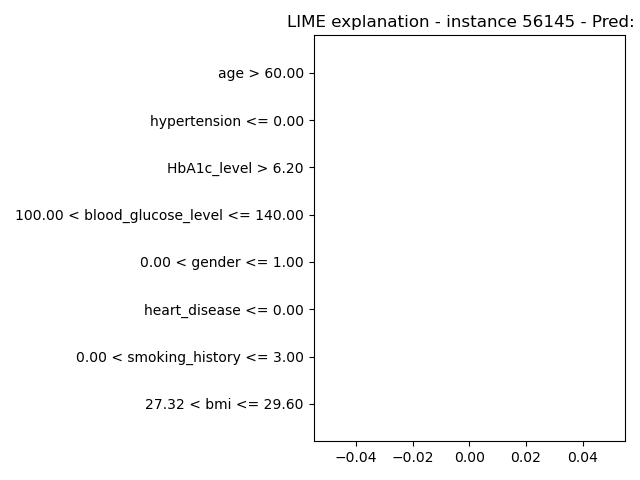 LIME explanation - instance 56145 - Pred:
age > 60.00
hypertension <= 0.00
HbA1c_level > 6.20
100.00 < blood_glucose_level <= 140.00
0.00 < gender <= 1.00
heart_disease <= 0.00
0.00 < smoking_history <= 3.00
27.32 < bmi <= 29.60
−0.04 −0.02 0.00 0.02 0.04